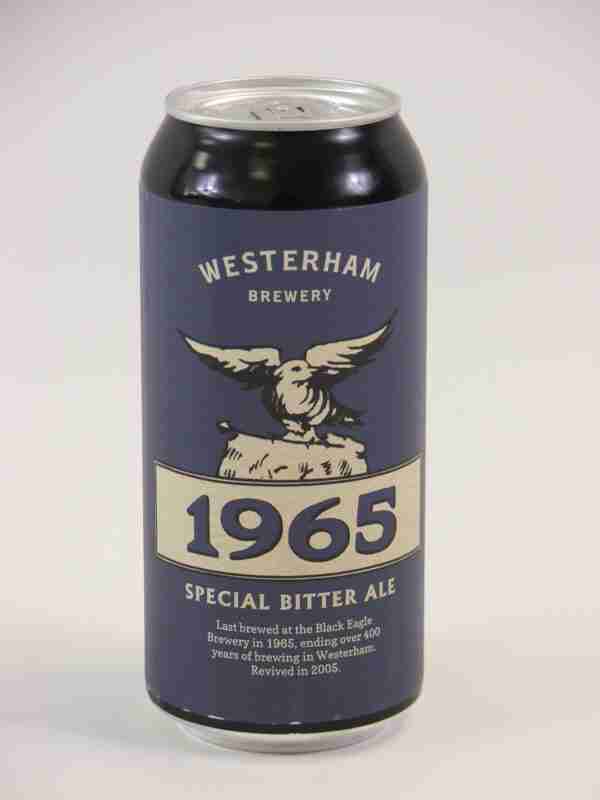 WESTERHAM
BREWERY
1965
SPECIAL BITTER ALE
Last brewed at the Black Eagle
Brewery in 1965, ending over 400
years of brewing in Westerham.
Revived in 2005.